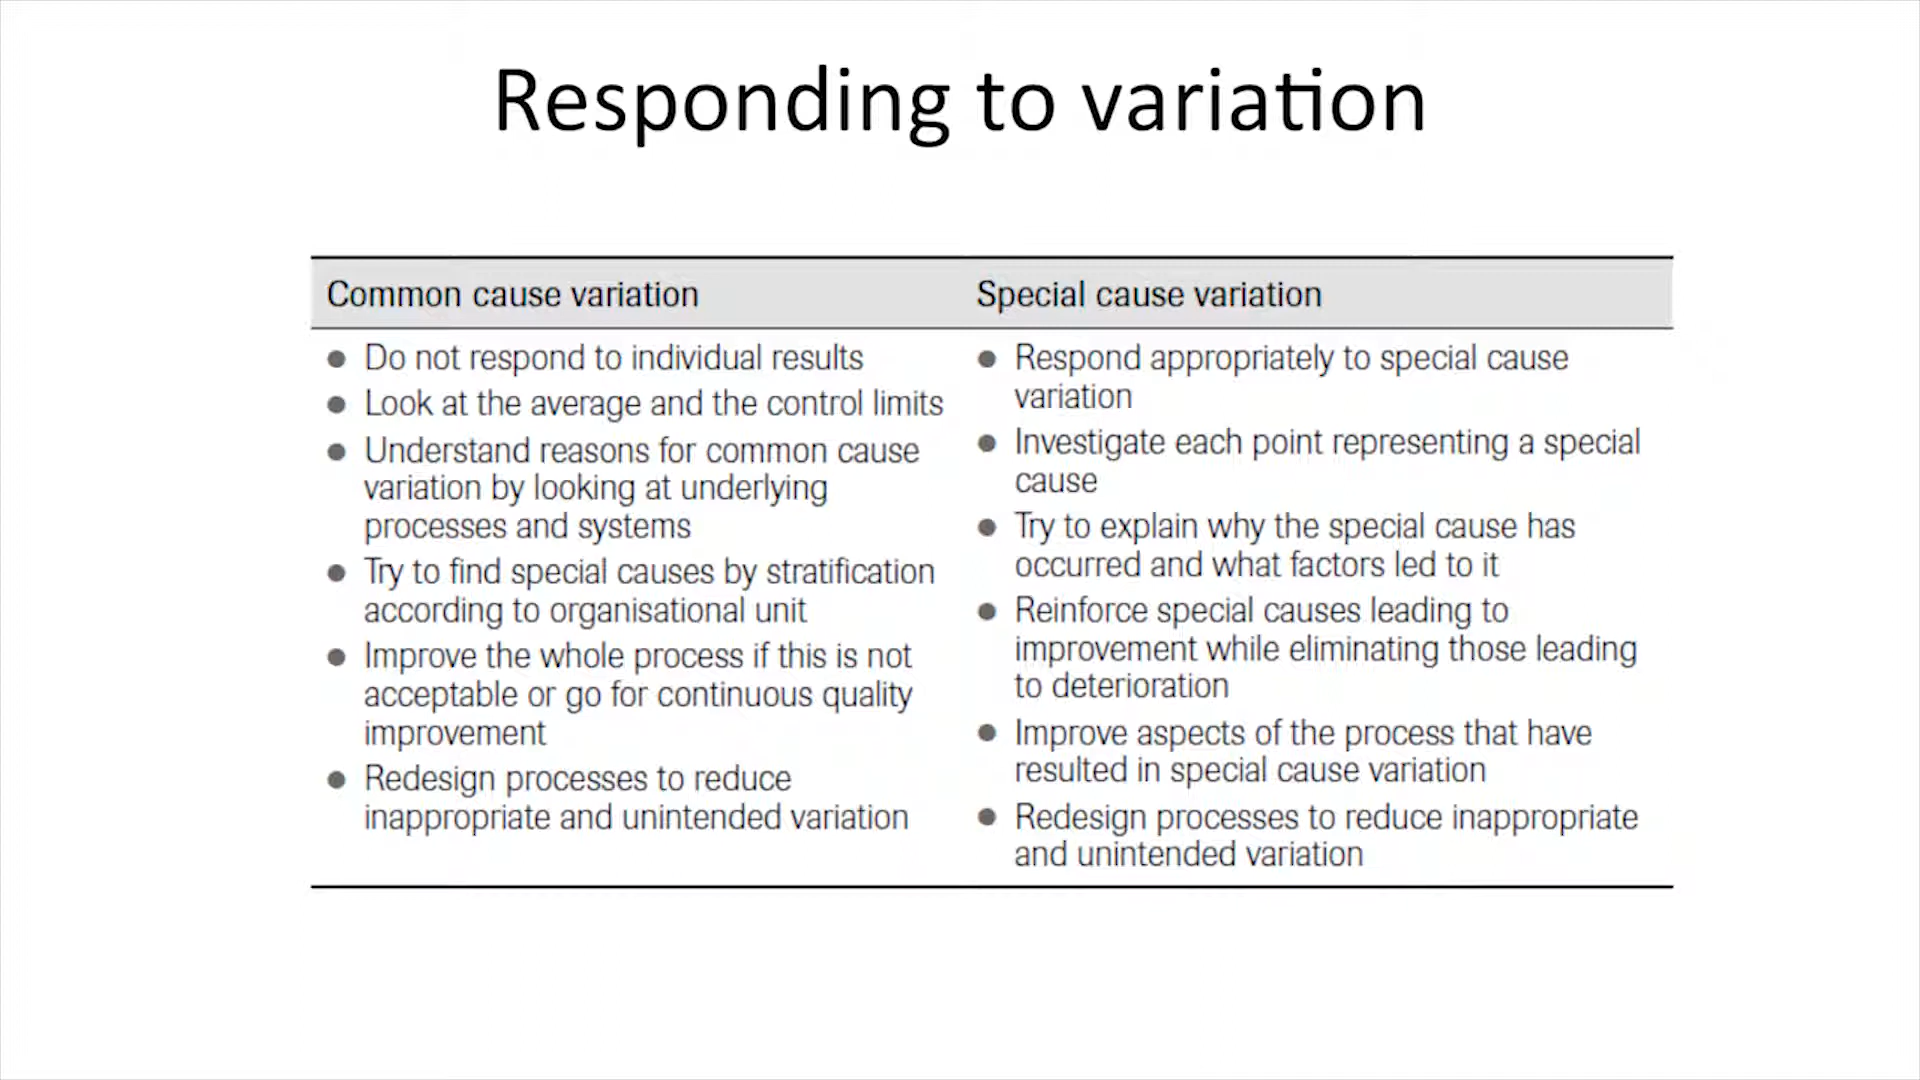 Responding to variation
Common cause variation
Do not respond to individual results
Look at the average and the control limits
Understand reasons for common cause
variation by looking at underlying
processes and systems
Try to find special causes by stratification
according to organisational unit
Improve the whole process if this is not
acceptable or go for continuous quality
improvement
Redesign processes to reduce
inappropriate and unintended variation
Special cause variation
Respond appropriately to special cause
variation
Investigate each point representing a special
cause
Try to explain why the special cause has
occurred and what factors led to it
Reinforce special causes leading to
improvement while eliminating those leading
to deterioration
Improve aspects of the process that have
resulted in special cause variation
Redesign processes to reduce inappropriate
and unintended variation